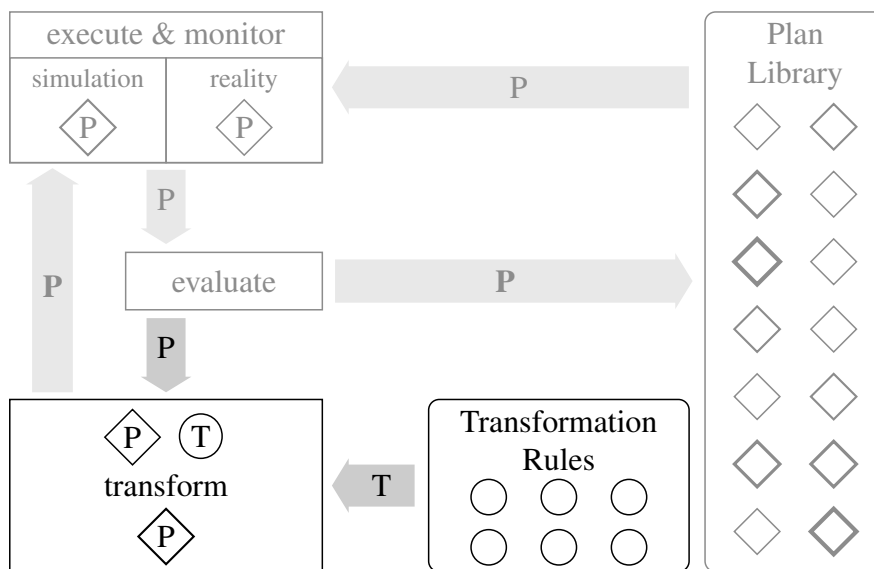 execute & monitor
simulation
reality
P
P
P
Plan
Library
P
P
evaluate
P
P
P
T
transform
P
T
Transformation
Rules